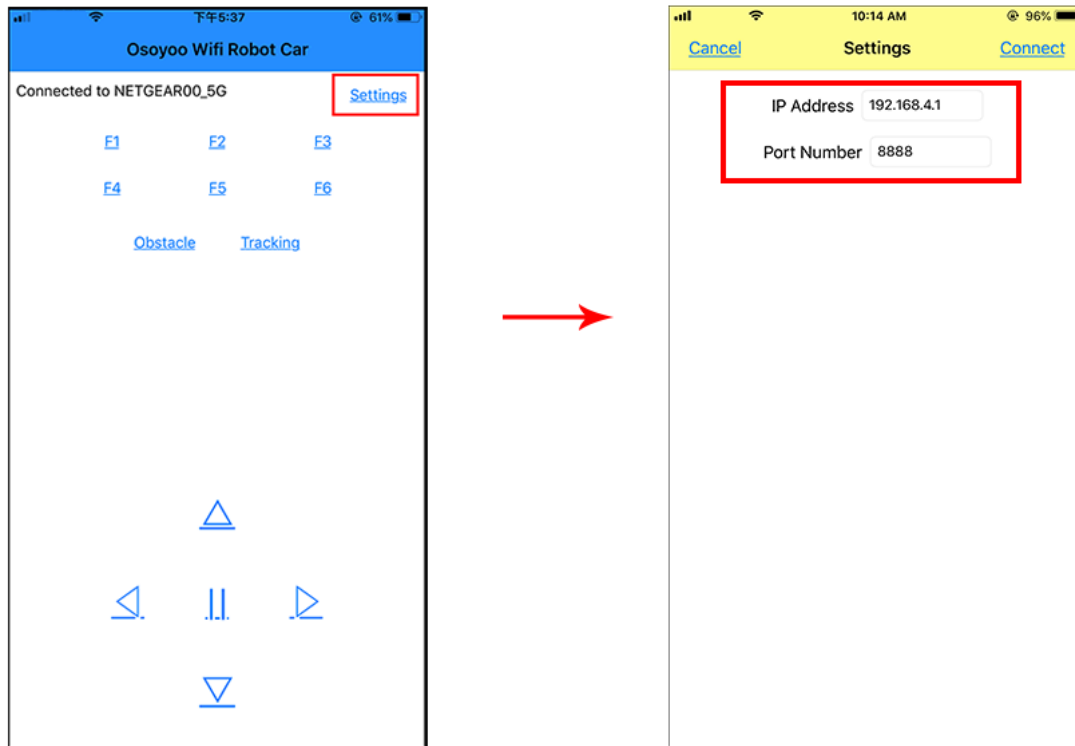 下午5:37
61%
Osoyoo Wifi Robot Car
Connected to NETGEAR00_5G
Settings
F1 F2 F3
F4 F5 F6
Obstacle Tracking
10:14 AM
96%
Cancel Settings Connect
IP Address 192.168.4.1
Port Number 8888